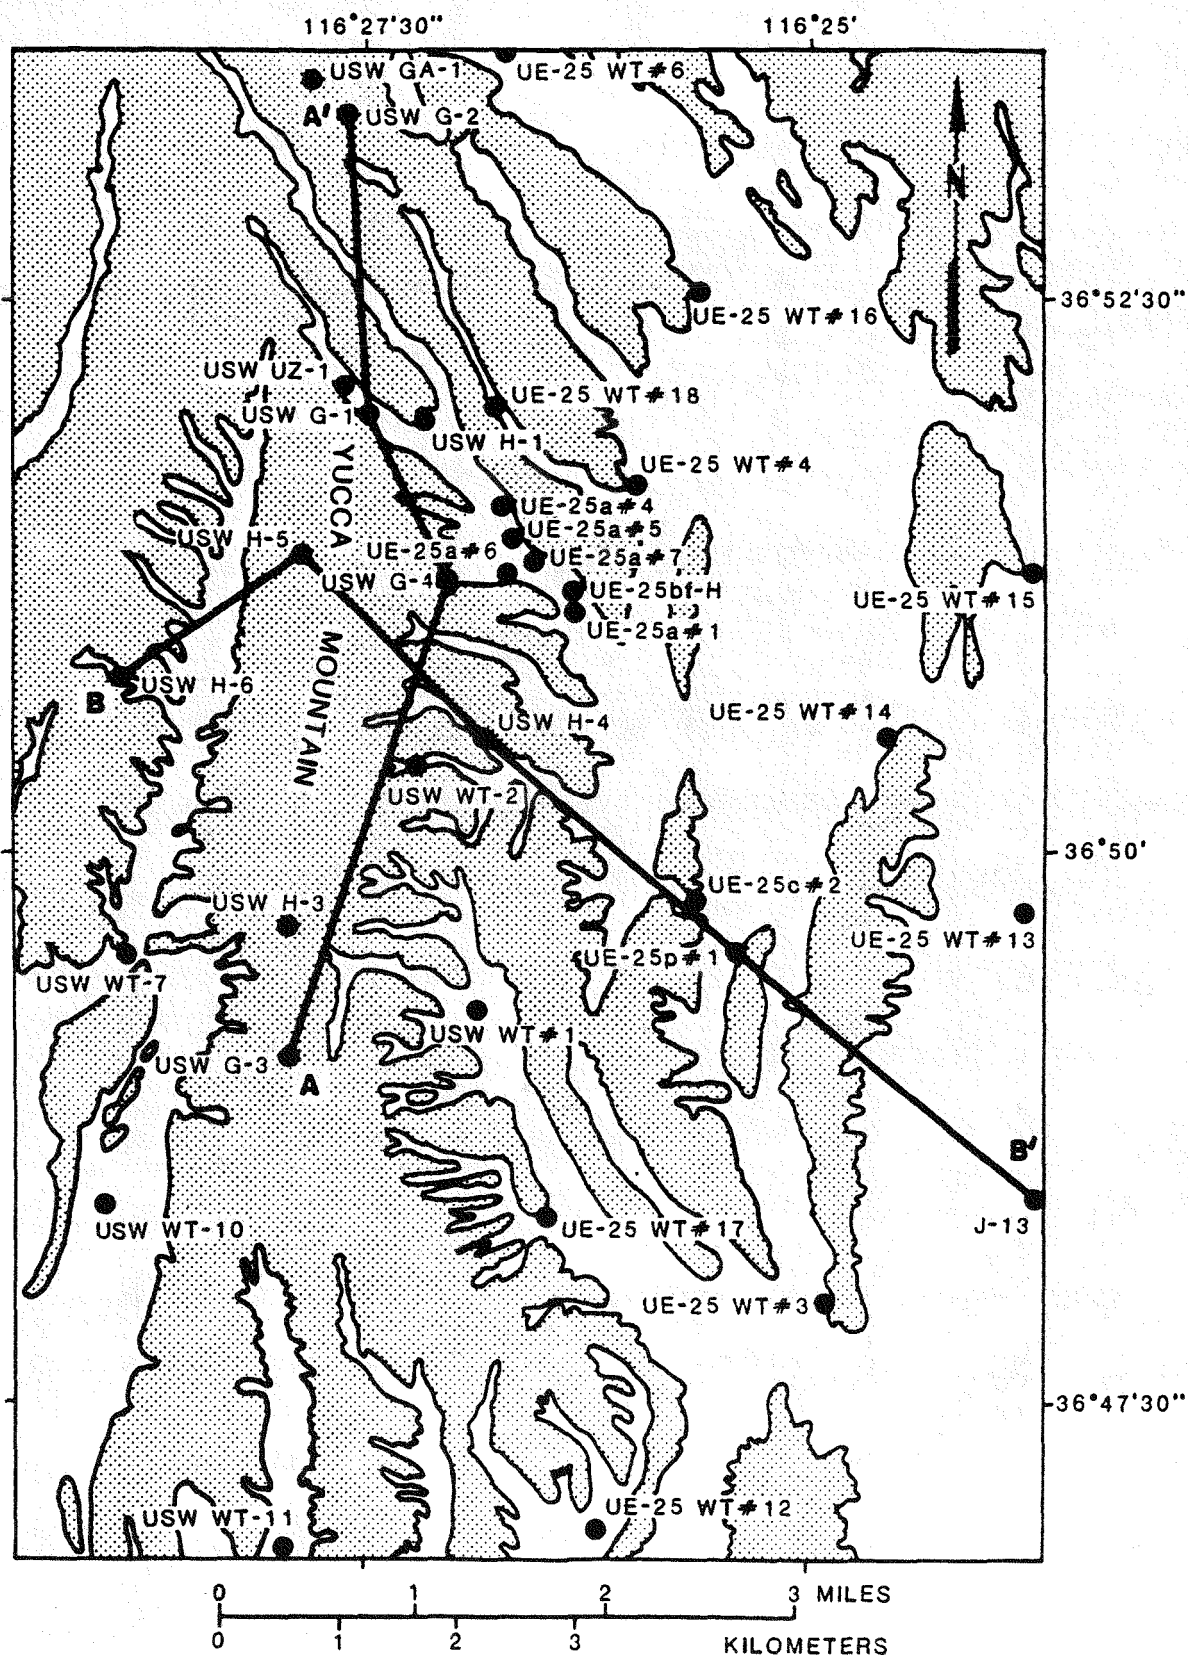 116°27'30"
116°25'
USW GA-1
UE-25 WT#6
A'
USW G-2
N
36°52'30"
UE-25 WT#16
USW UZ-1
UE-25 WT#18
USW G-1
USW H-1
YUCCA
UE-25 WT#4
UE-25a#4
UE-25a#5
USW H-5
UE-25a#6
UE-25a#7
USW G-4
UE-25bf-H
UE-25 WT#15
UE-25a#1
MOUNTAIN
USW H-6
B
UE-25 WT#14
USW H-4
USW WT-2
36°50'
UE-25c#2
USW H-3
UE-25 WT#13
UE-25p#1
USW WT-7
USW WT#1
USW G-3
A
B'
J-13
USW WT-10
UE-25 WT#17
UE-25 WT#3
36°47'30"
UE-25 WT#12
USW WT-11
0 1 2 3 MILES
0 1 2 3 KILOMETERS